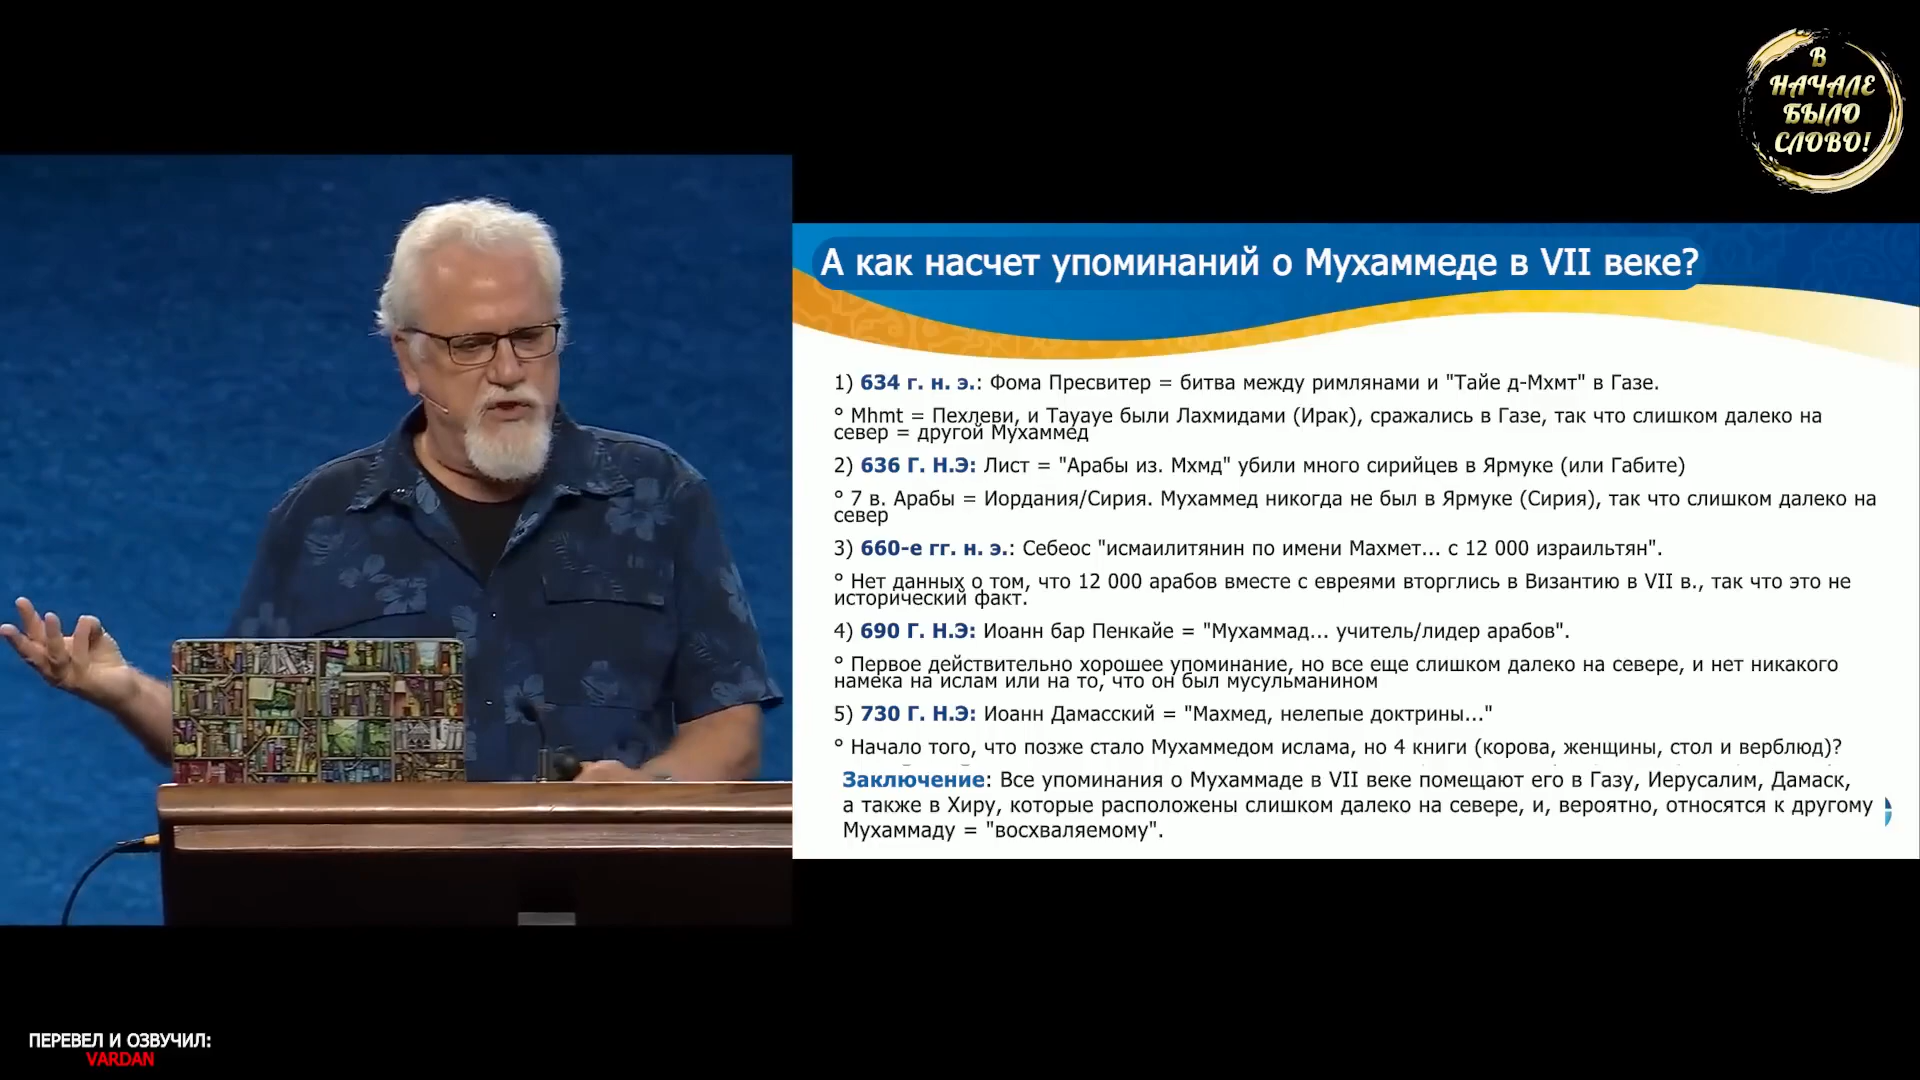 В
НАЧАЛЕ
БЫЛО
СЛОВО!
А как насчет упоминаний о Мухаммеде в VII веке?
1) 634 г. н. э.: Фома Пресвитер = битва между римлянами и "Тайе д-Мхмт" в Газе.
° Mhmt = Пехлеви, и Тауауе были Лахмидами (Ирак), сражались в Газе, так что слишком далеко на
север = другой Мухаммед
2) 636 Г. Н.Э: Лист = "Арабы из. Мхмд" убили много сирийцев в Ярмуке (или Габите)
° 7 в. Арабы = Иордания/Сирия. Мухаммед никогда не был в Ярмуке (Сирия), так что слишком далеко на
север
3) 660-е гг. н. э.: Себеос "исмаилитянин по имени Махмет... с 12 000 израильтян".
° Нет данных о том, что 12 000 арабов вместе с евреями вторглись в Византию в VII в., так что это не
исторический факт.
4) 690 Г. Н.Э: Иоанн бар Пенкайе = "Мухаммад... учитель/лидер арабов".
° Первое действительно хорошее упоминание, но все еще слишком далеко на севере, и нет никакого
намека на ислам или на то, что он был мусульманином
5) 730 Г. Н.Э: Иоанн Дамасский = "Махмед, нелепые доктрины..."
° Начало того, что позже стало Мухаммедом ислама, но 4 книги (корова, женщины, стол и верблюд)?
Заключение: Все упоминания о Мухаммаде в VII веке помещают его в Газу, Иерусалим, Дамаск,
а также в Хиру, которые расположены слишком далеко на севере, и, вероятно, относятся к другому
Мухаммаду = "восхваляемому".
ПЕРЕВЕЛ И ОЗВУЧИЛ:
VARDAN